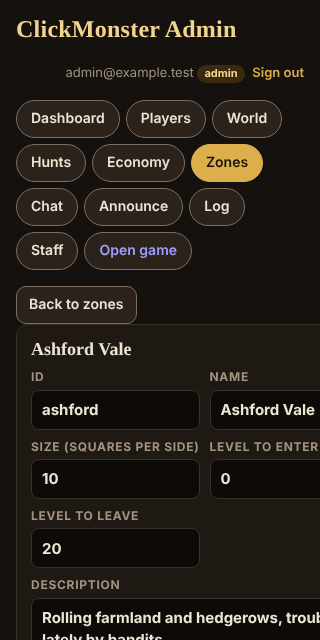 ClickMonster Admin
admin@example.test admin Sign out
Dashboard Players World
Hunts Economy Zones
Chat Announce Log
Staff Open game
Back to zones
Ashford Vale
ID NAME
ashford Ashford Vale
SIZE (SQUARES PER SIDE) LEVEL TO ENTER
10 0
LEVEL TO LEAVE
20
DESCRIPTION
Rolling farmland and hedgerows,
lately by bandits